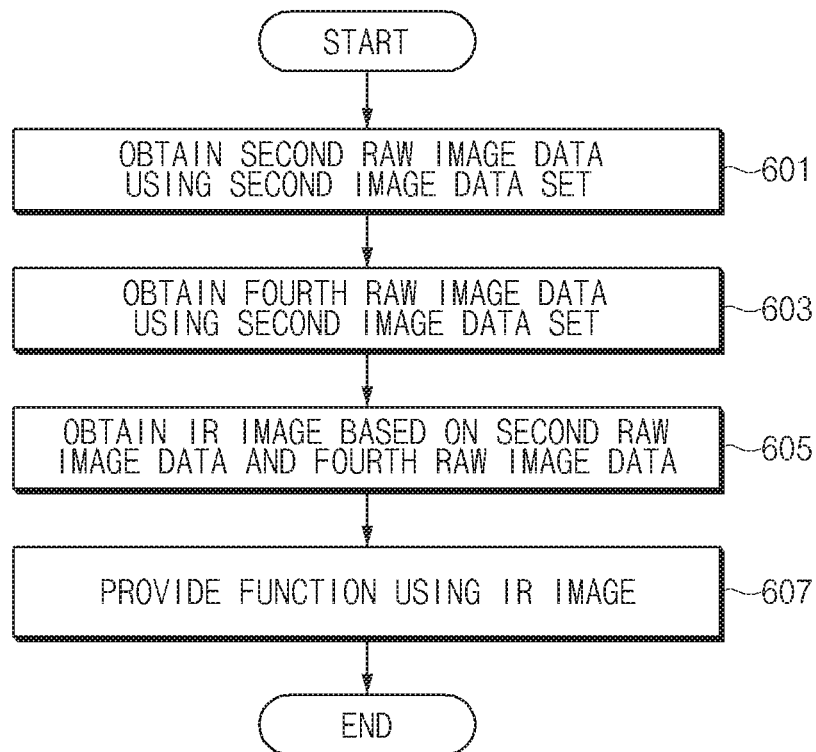 START
OBTAIN SECOND RAW IMAGE DATA
USING SECOND IMAGE DATA SET
601
OBTAIN FOURTH RAW IMAGE DATA
USING SECOND IMAGE DATA SET
603
OBTAIN IR IMAGE BASED ON SECOND RAW
IMAGE DATA AND FOURTH RAW IMAGE DATA
605
PROVIDE FUNCTION USING IR IMAGE
607
END